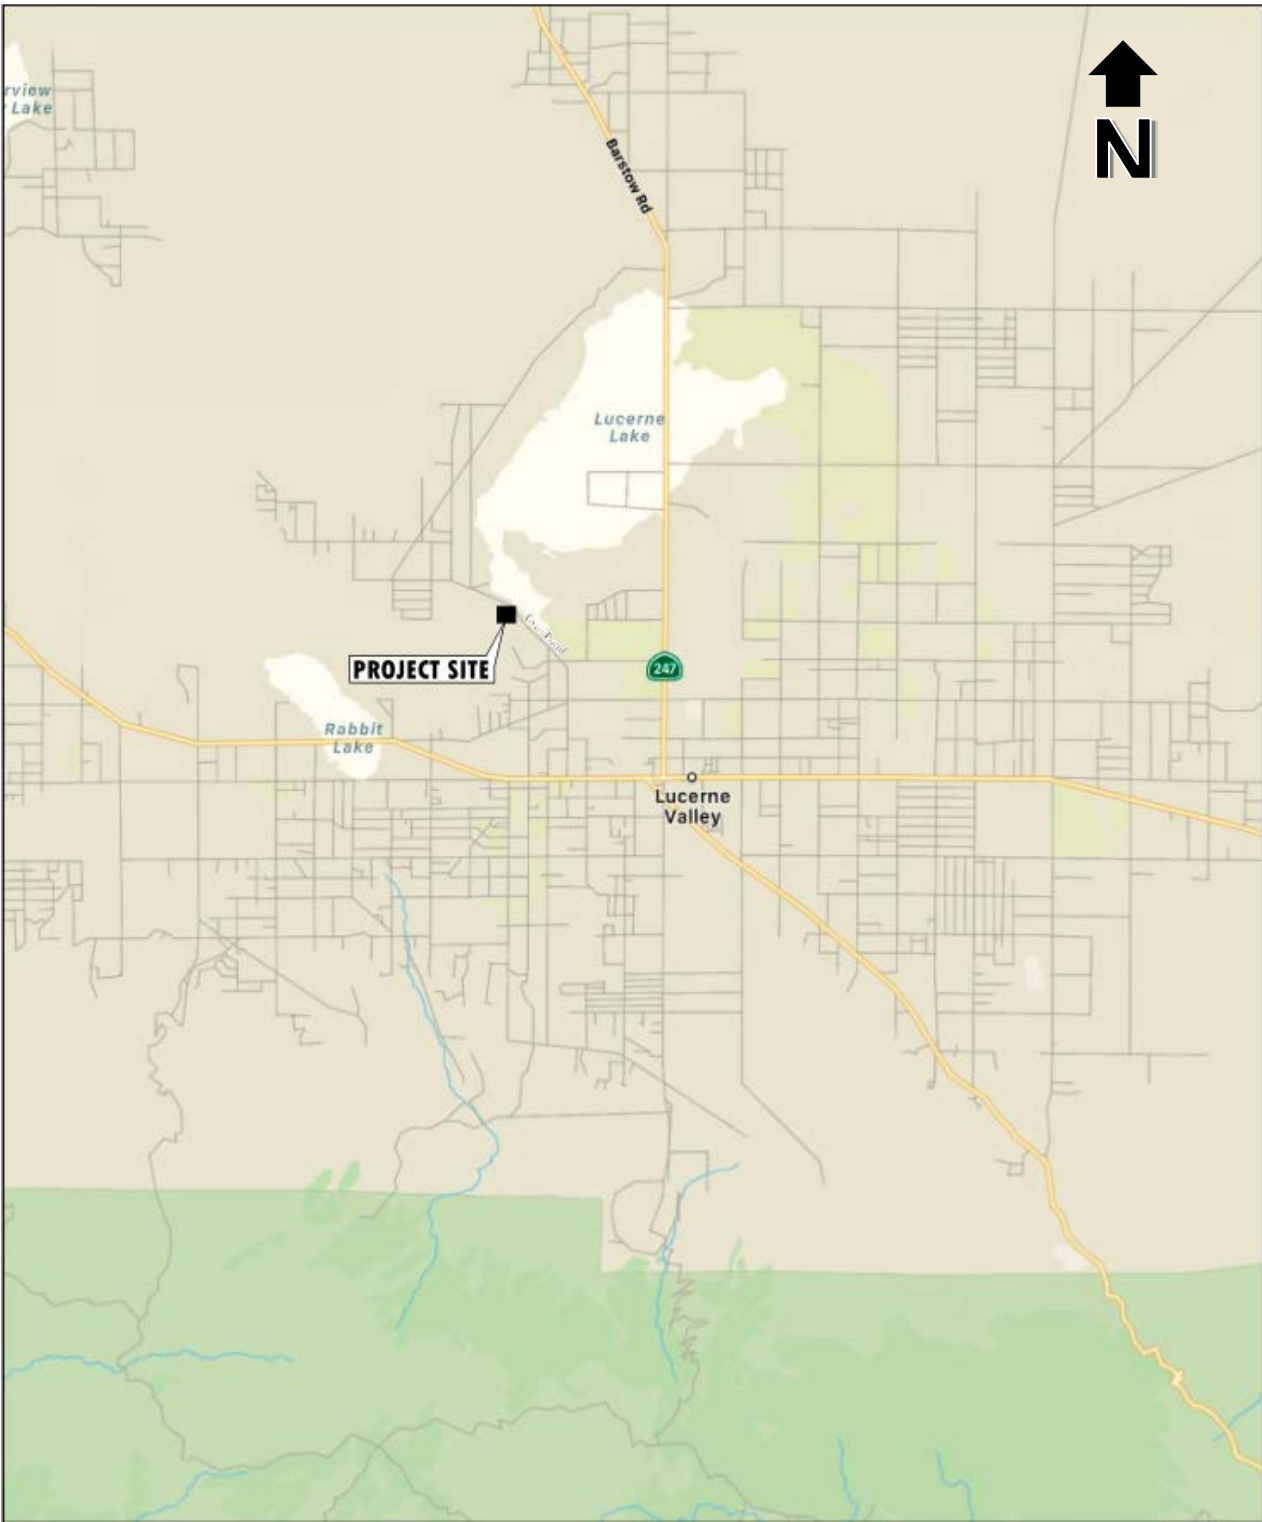 rview
Lake
N
Barstow Rd
Lucerne
Lake
PROJECT SITE
247
Rabbit
Lake
Lucerne
Valley